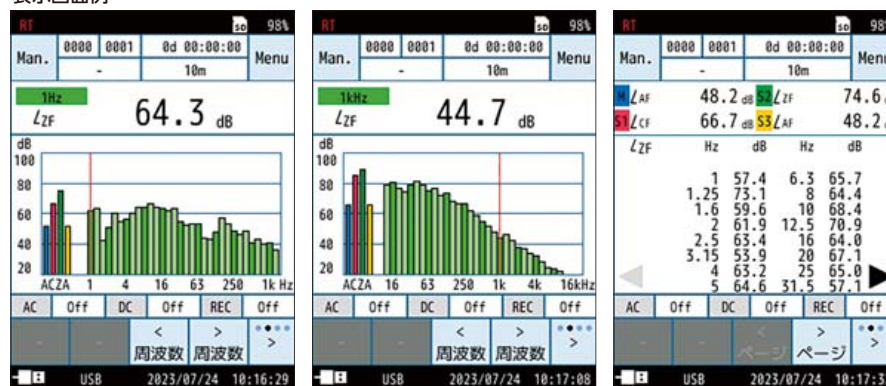 RT SD 98%
Man. 0000 0001 0d 00:00:00 Menu
- 10m
1Hz
LZF 64.3 dB
dB
100
80
60
40
20
ACZA 1 4 16 63 250 1k Hz
AC Off DC Off REC Off
< > >
周波数 周波数
USB 2023/07/24 10:16:29
RT SD 98%
Man. 0000 0001 0d 00:00:00 Menu
- 10m
1kHz
LZF 44.7 dB
dB
100
80
60
40
20
ACZA 16 63 250 1k 4k 16kHz
AC Off DC Off REC Off
< > >
周波数 周波数
USB 2023/07/24 10:17:08
RT SD 98
Man. 0000 0001 0d 00:00:00 Menu
- 10m
M LAF 48.2 dB S2 LZF 74.6
S1 LCF 66.7 dB S3 LAF 48.2
LZF Hz dB Hz dB
1 57.4 6.3 65.7
1.25 73.1 8 64.4
1.6 59.6 10 68.4
2 61.9 12.5 70.9
2.5 63.4 16 64.0
3.15 53.9 20 67.1
4 63.2 25 65.0
5 64.6 31.5 57.1
AC Off DC Off REC Off
< > >
ページ ページ
USB 2023/07/24 10:17:3